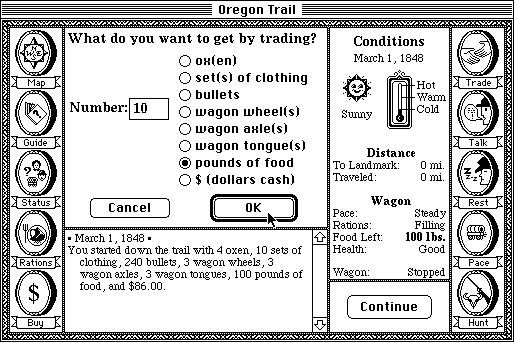 Oregon Trail
Map
Guide
Status
Rations
$
Buy
What do you want to get by trading?
Number: 10
ox(en)
set(s) of clothing
bullets
wagon wheel(s)
wagon axle(s)
wagon tongue(s)
pounds of food
$ (dollars cash)
Cancel
OK
• March 1, 1848 •
You started down the trail with 4 oxen, 10 sets of
clothing, 240 bullets, 3 wagon wheels, 3
wagon axles, 3 wagon tongues, 100 pounds of
food, and $86.00.
Conditions
March 1, 1848
Sunny
Hot
Warm
Cold
Distance
To Landmark: 0 mi.
Traveled: 0 mi.
Wagon
Pace: Steady
Rations: Filling
Food Left: 100 lbs.
Health: Good
Wagon: Stopped
Continue
Trade
Talk
Rest
Pace
Hunt